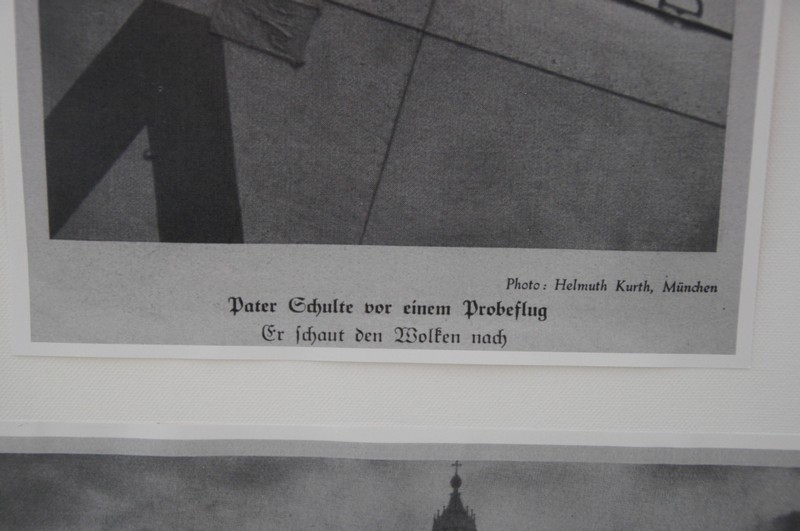 Photo: Helmuth Kurth, München
Pater Schulte vor einem Probeflug
Er schaut den Wolken nach